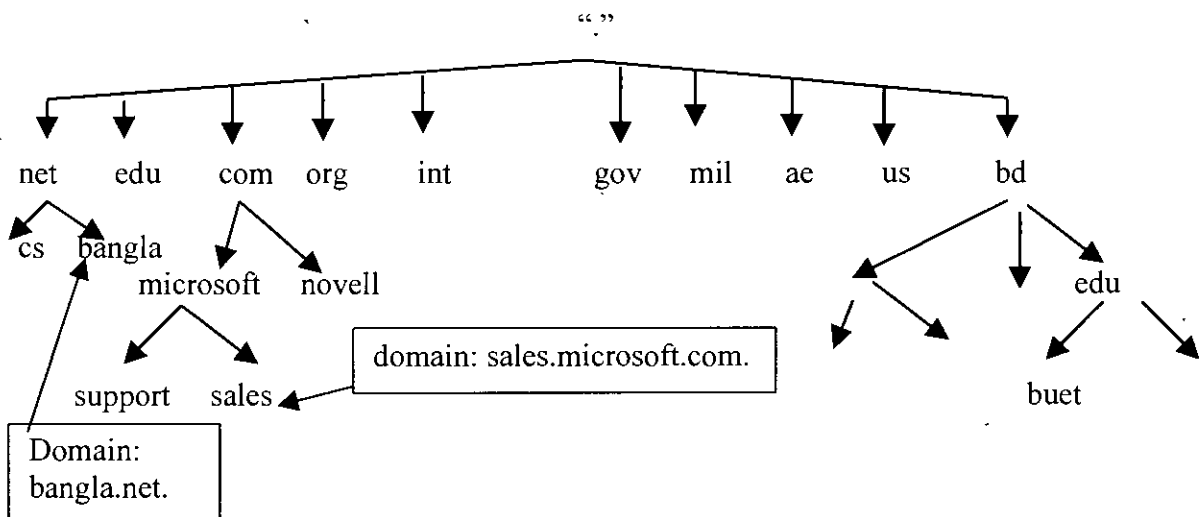 “.”
net edu com org int gov mil ae us bd
cs bangla
microsoft novell edu
domain: sales.microsoft.com.
support sales buet
Domain:
bangla.net.